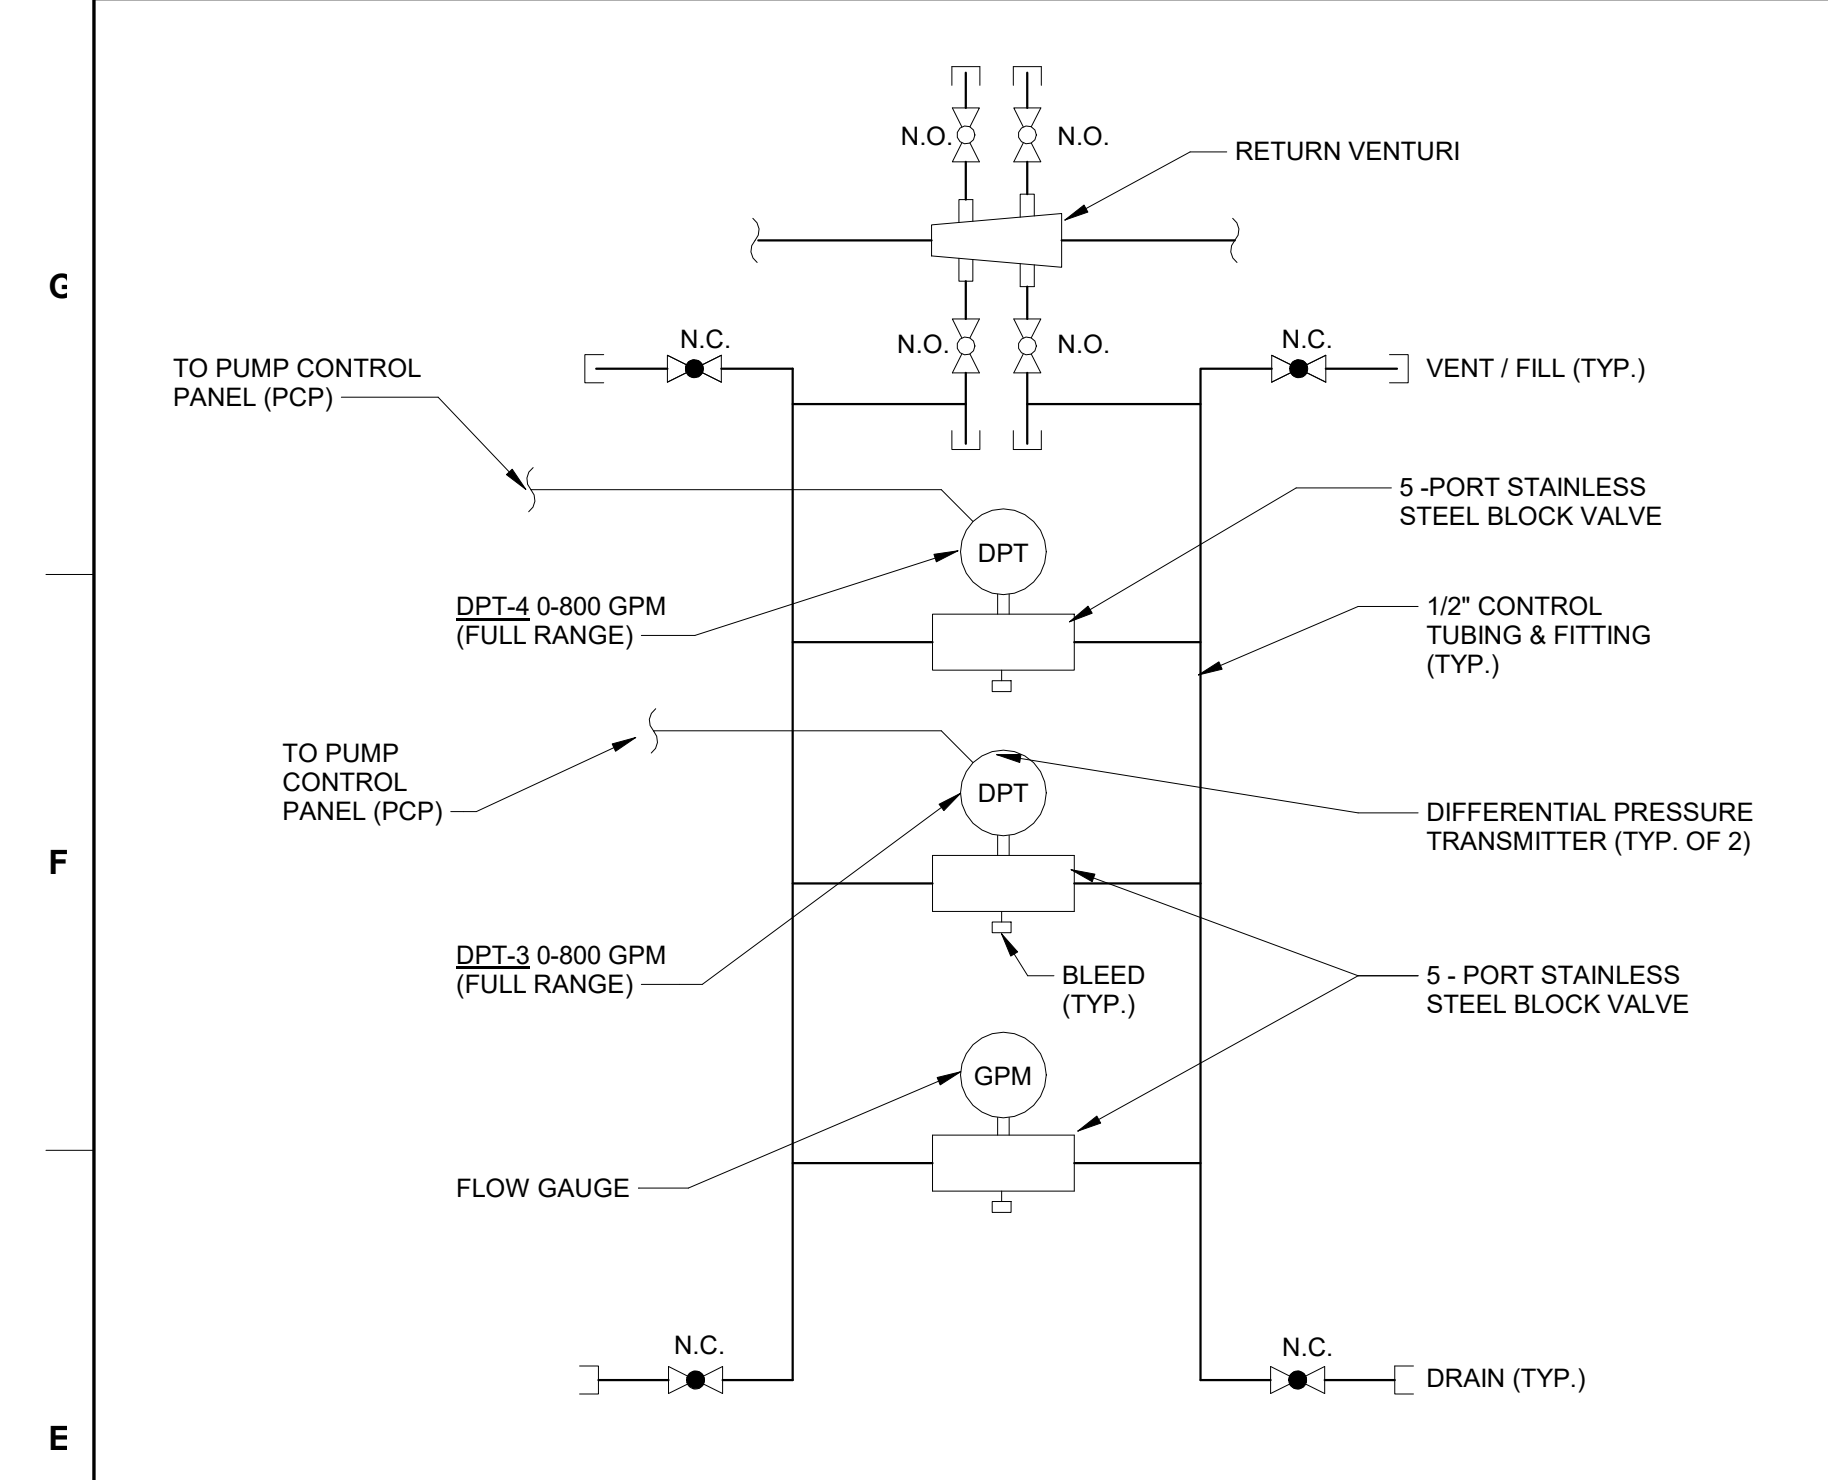 N.O.
N.O.
RETURN VENTURI
G
N.C.
N.O.
N.O.
N.C.
TO PUMP CONTROL
PANEL (PCP)
VENT / FILL (TYP.)
5 -PORT STAINLESS
STEEL BLOCK VALVE
DPT
DPT-4 0-800 GPM
(FULL RANGE)
1/2" CONTROL
TUBING & FITTING
(TYP.)
TO PUMP
CONTROL
PANEL (PCP)
DPT
DIFFERENTIAL PRESSURE
TRANSMITTER (TYP. OF 2)
F
DPT-3 0-800 GPM
(FULL RANGE)
BLEED
(TYP.)
5 - PORT STAINLESS
STEEL BLOCK VALVE
GPM
FLOW GAUGE
N.C.
N.C.
DRAIN (TYP.)
E